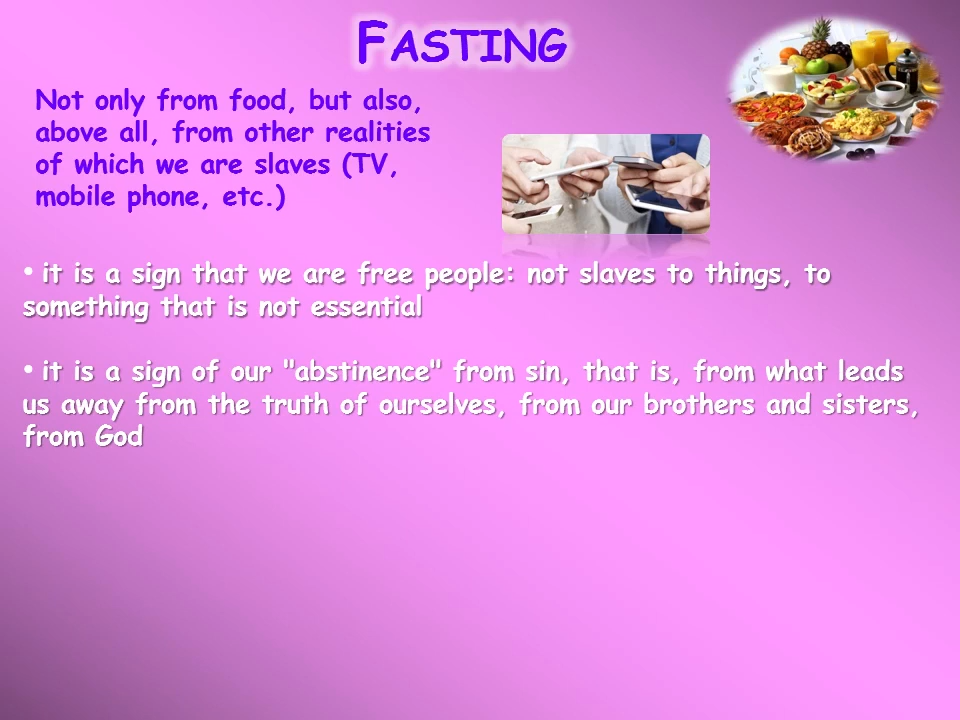 FASTING
Not only from food, but also,
above all, from other realities
of which we are slaves (TV,
mobile phone, etc.)
• it is a sign that we are free people: not slaves to things, to
something that is not essential
• it is a sign of our "abstinence" from sin, that is, from what leads
us away from the truth of ourselves, from our brothers and sisters,
from God